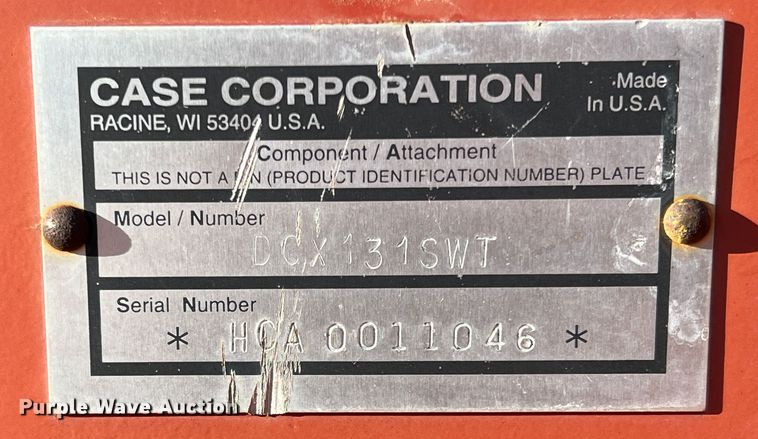 CASE CORPORATION
RACINE, WI 53404 U.S.A.
Made
In U.S.A.
Component / Attachment
THIS IS NOT A PIN (PRODUCT IDENTIFICATION NUMBER) PLATE
Model / Number
DCX131SWT
Serial Number
* HCA 0011046 *
Purple Wave Auction